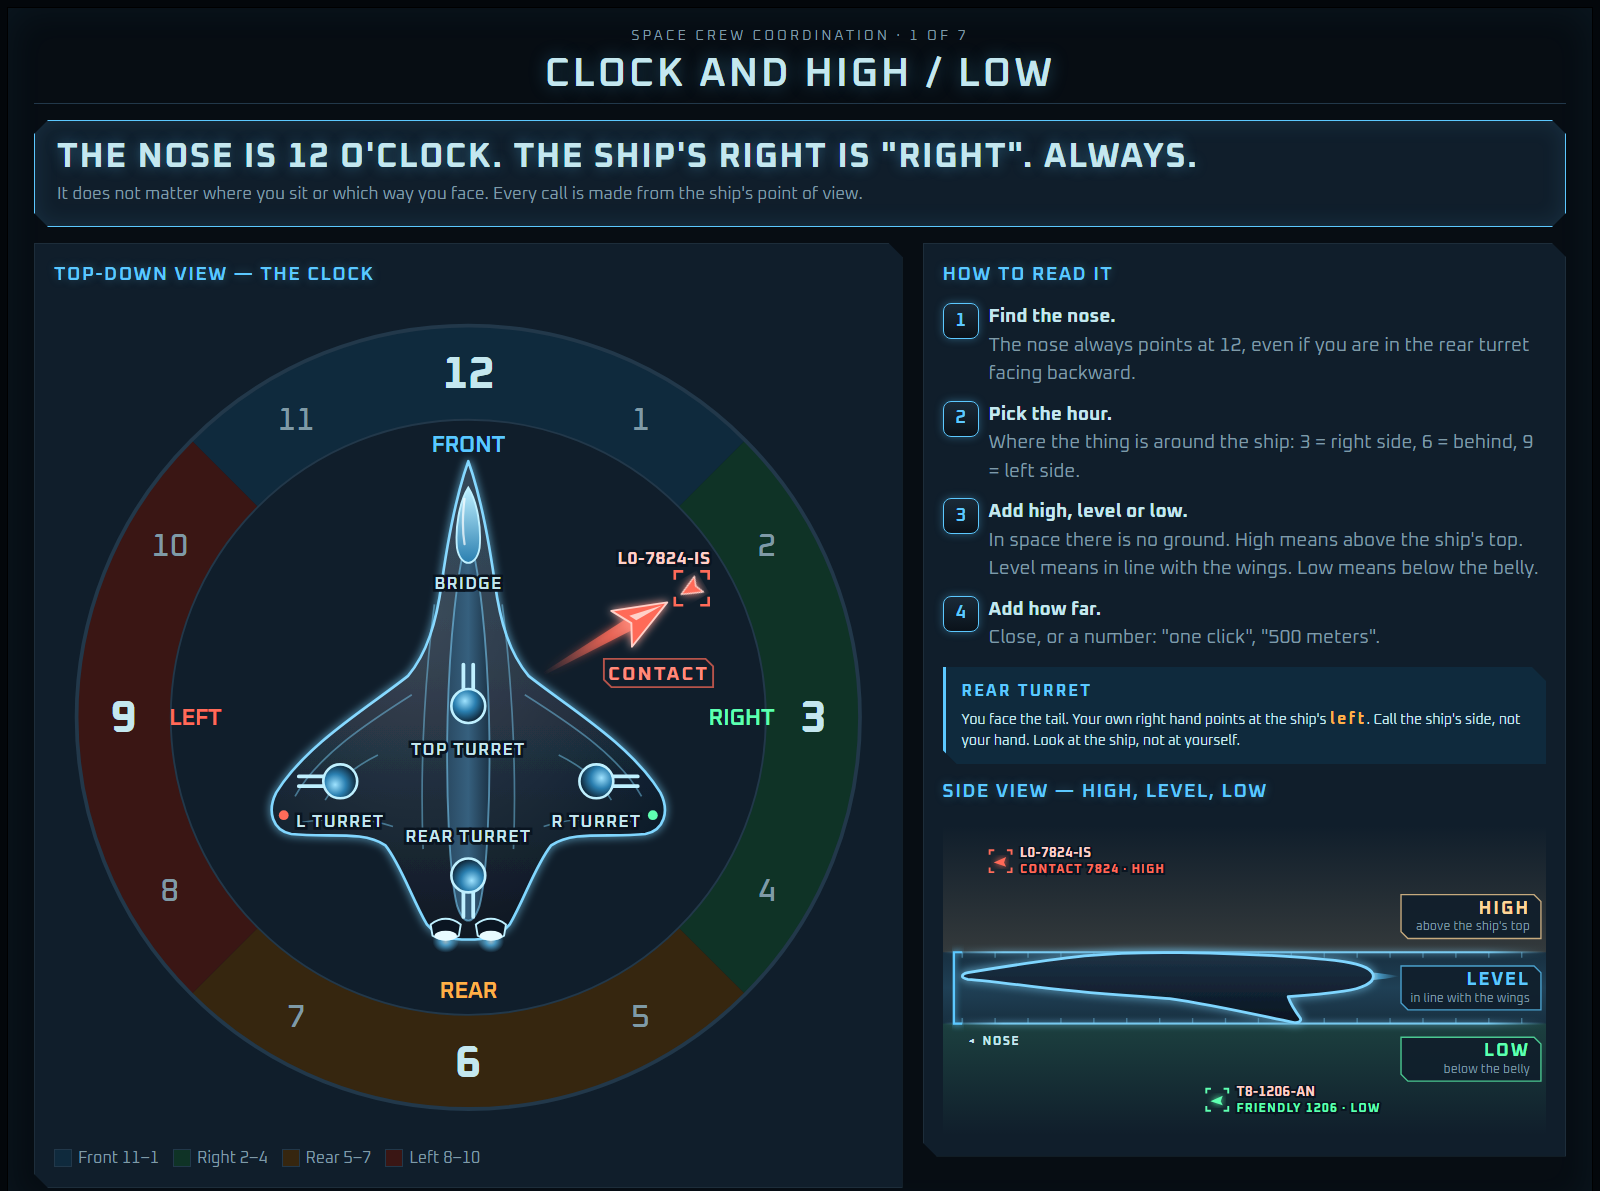 SPACE CREW COORDINATION · 1 OF 7
CLOCK AND HIGH / LOW
THE NOSE IS 12 O'CLOCK. THE SHIP'S RIGHT IS "RIGHT". ALWAYS.
It does not matter where you sit or which way you face. Every call is made from the ship's point of view.
TOP-DOWN VIEW — THE CLOCK
12
11
1
FRONT
10
2
LO-7824-IS
BRIDGE
CONTACT
9
LEFT
RIGHT
3
TOP TURRET
L TURRET
REAR TURRET
R TURRET
8
4
REAR
7
5
6
Front 11–1
Right 2–4
Rear 5–7
Left 8–10
HOW TO READ IT
1
Find the nose.
The nose always points at 12, even if you are in the rear turret
facing backward.
2
Pick the hour.
Where the thing is around the ship: 3 = right side, 6 = behind, 9
= left side.
3
Add high, level or low.
In space there is no ground. High means above the ship's top.
Level means in line with the wings. Low means below the belly.
4
Add how far.
Close, or a number: "one click", "500 meters".
REAR TURRET
You face the tail. Your own right hand points at the ship's left. Call the ship's side, not
your hand. Look at the ship, not at yourself.
SIDE VIEW — HIGH, LEVEL, LOW
LO-7824-IS
CONTACT 7824 · HIGH
HIGH
above the ship's top
LEVEL
in line with the wings
NOSE
LOW
below the belly
T8-1206-AN
FRIENDLY 1206 · LOW